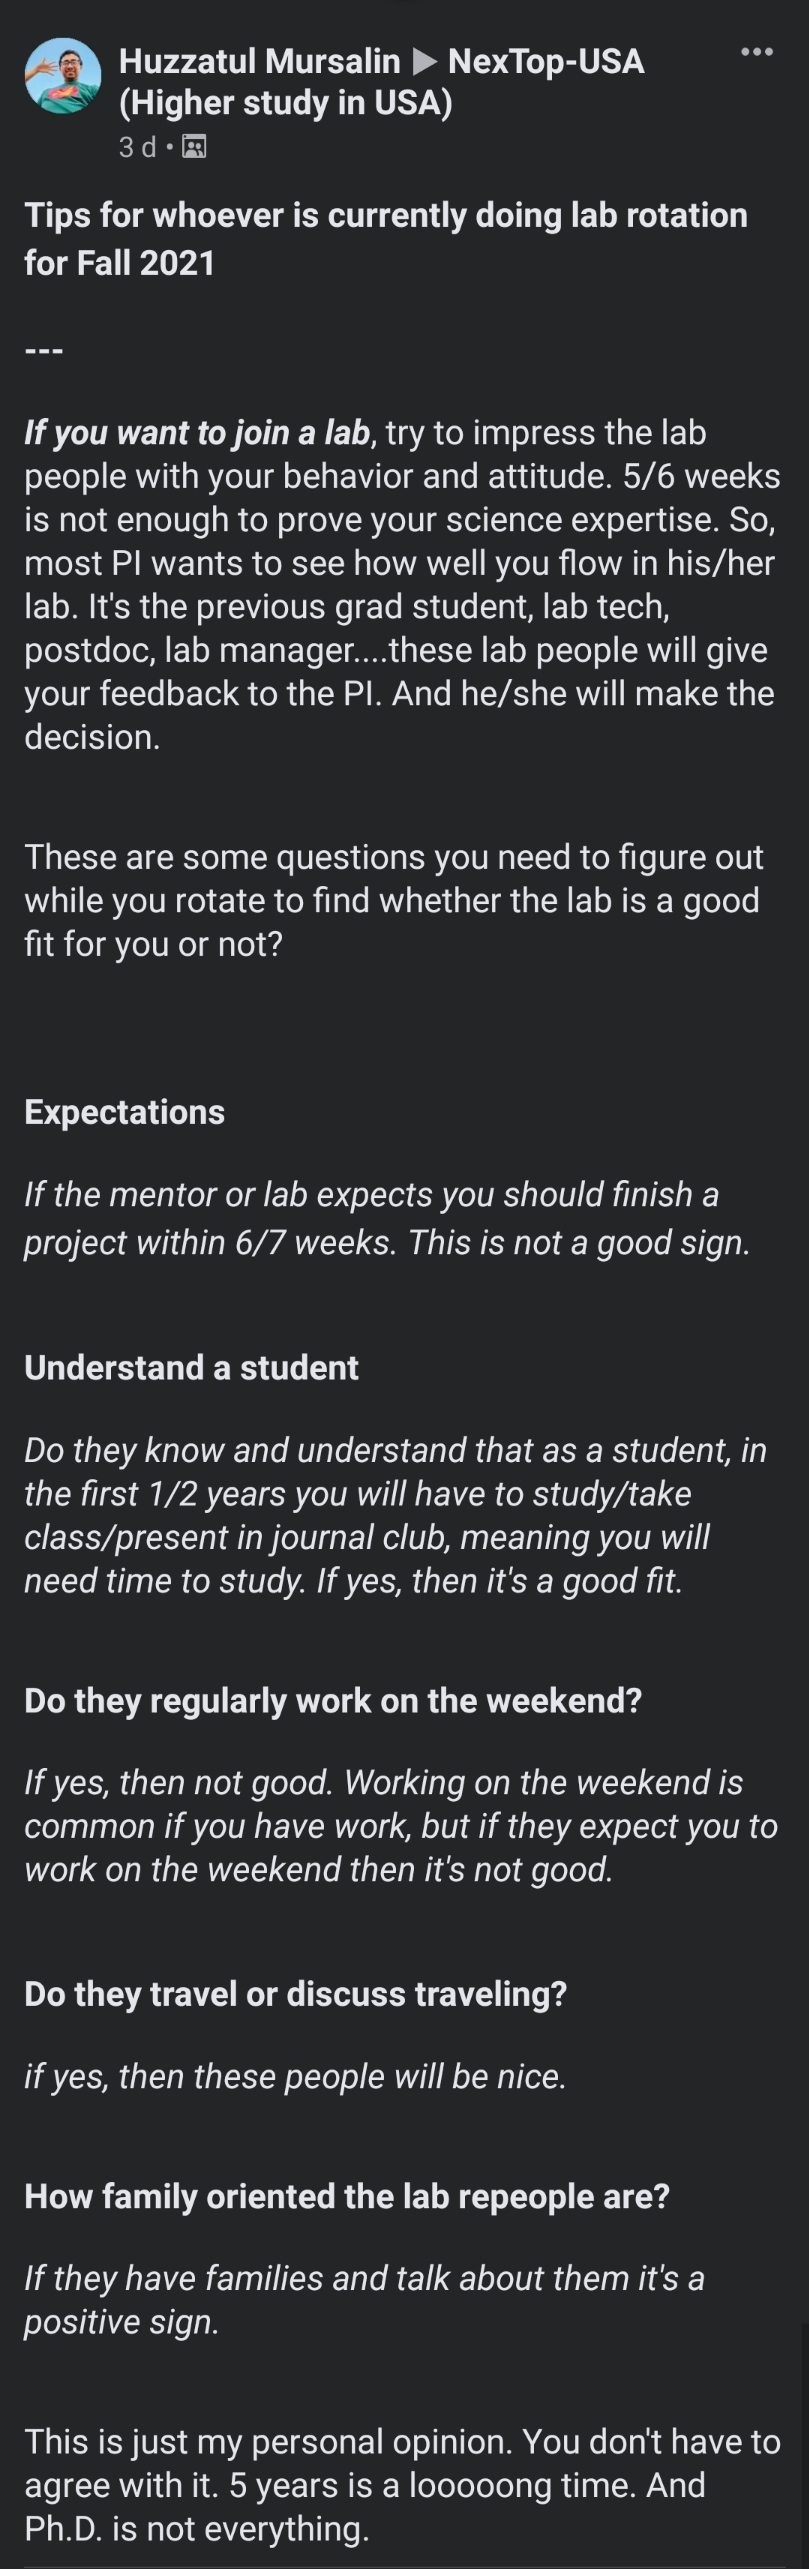 Huzzatul Mursalin ▶ NexTop-USA
(Higher study in USA)
3 d •
Tips for whoever is currently doing lab rotation
for Fall 2021
---
If you want to join a lab, try to impress the lab
people with your behavior and attitude. 5/6 weeks
is not enough to prove your science expertise. So,
most PI wants to see how well you flow in his/her
lab. It's the previous grad student, lab tech,
postdoc, lab manager....these lab people will give
your feedback to the PI. And he/she will make the
decision.
These are some questions you need to figure out
while you rotate to find whether the lab is a good
fit for you or not?
Expectations
If the mentor or lab expects you should finish a
project within 6/7 weeks. This is not a good sign.
Understand a student
Do they know and understand that as a student, in
the first 1/2 years you will have to study/take
class/present in journal club, meaning you will
need time to study. If yes, then it's a good fit.
Do they regularly work on the weekend?
If yes, then not good. Working on the weekend is
common if you have work, but if they expect you to
work on the weekend then it's not good.
Do they travel or discuss traveling?
if yes, then these people will be nice.
How family oriented the lab repeople are?
If they have families and talk about them it's a
positive sign.
This is just my personal opinion. You don't have to
agree with it. 5 years is a looooong time. And
Ph.D. is not everything.